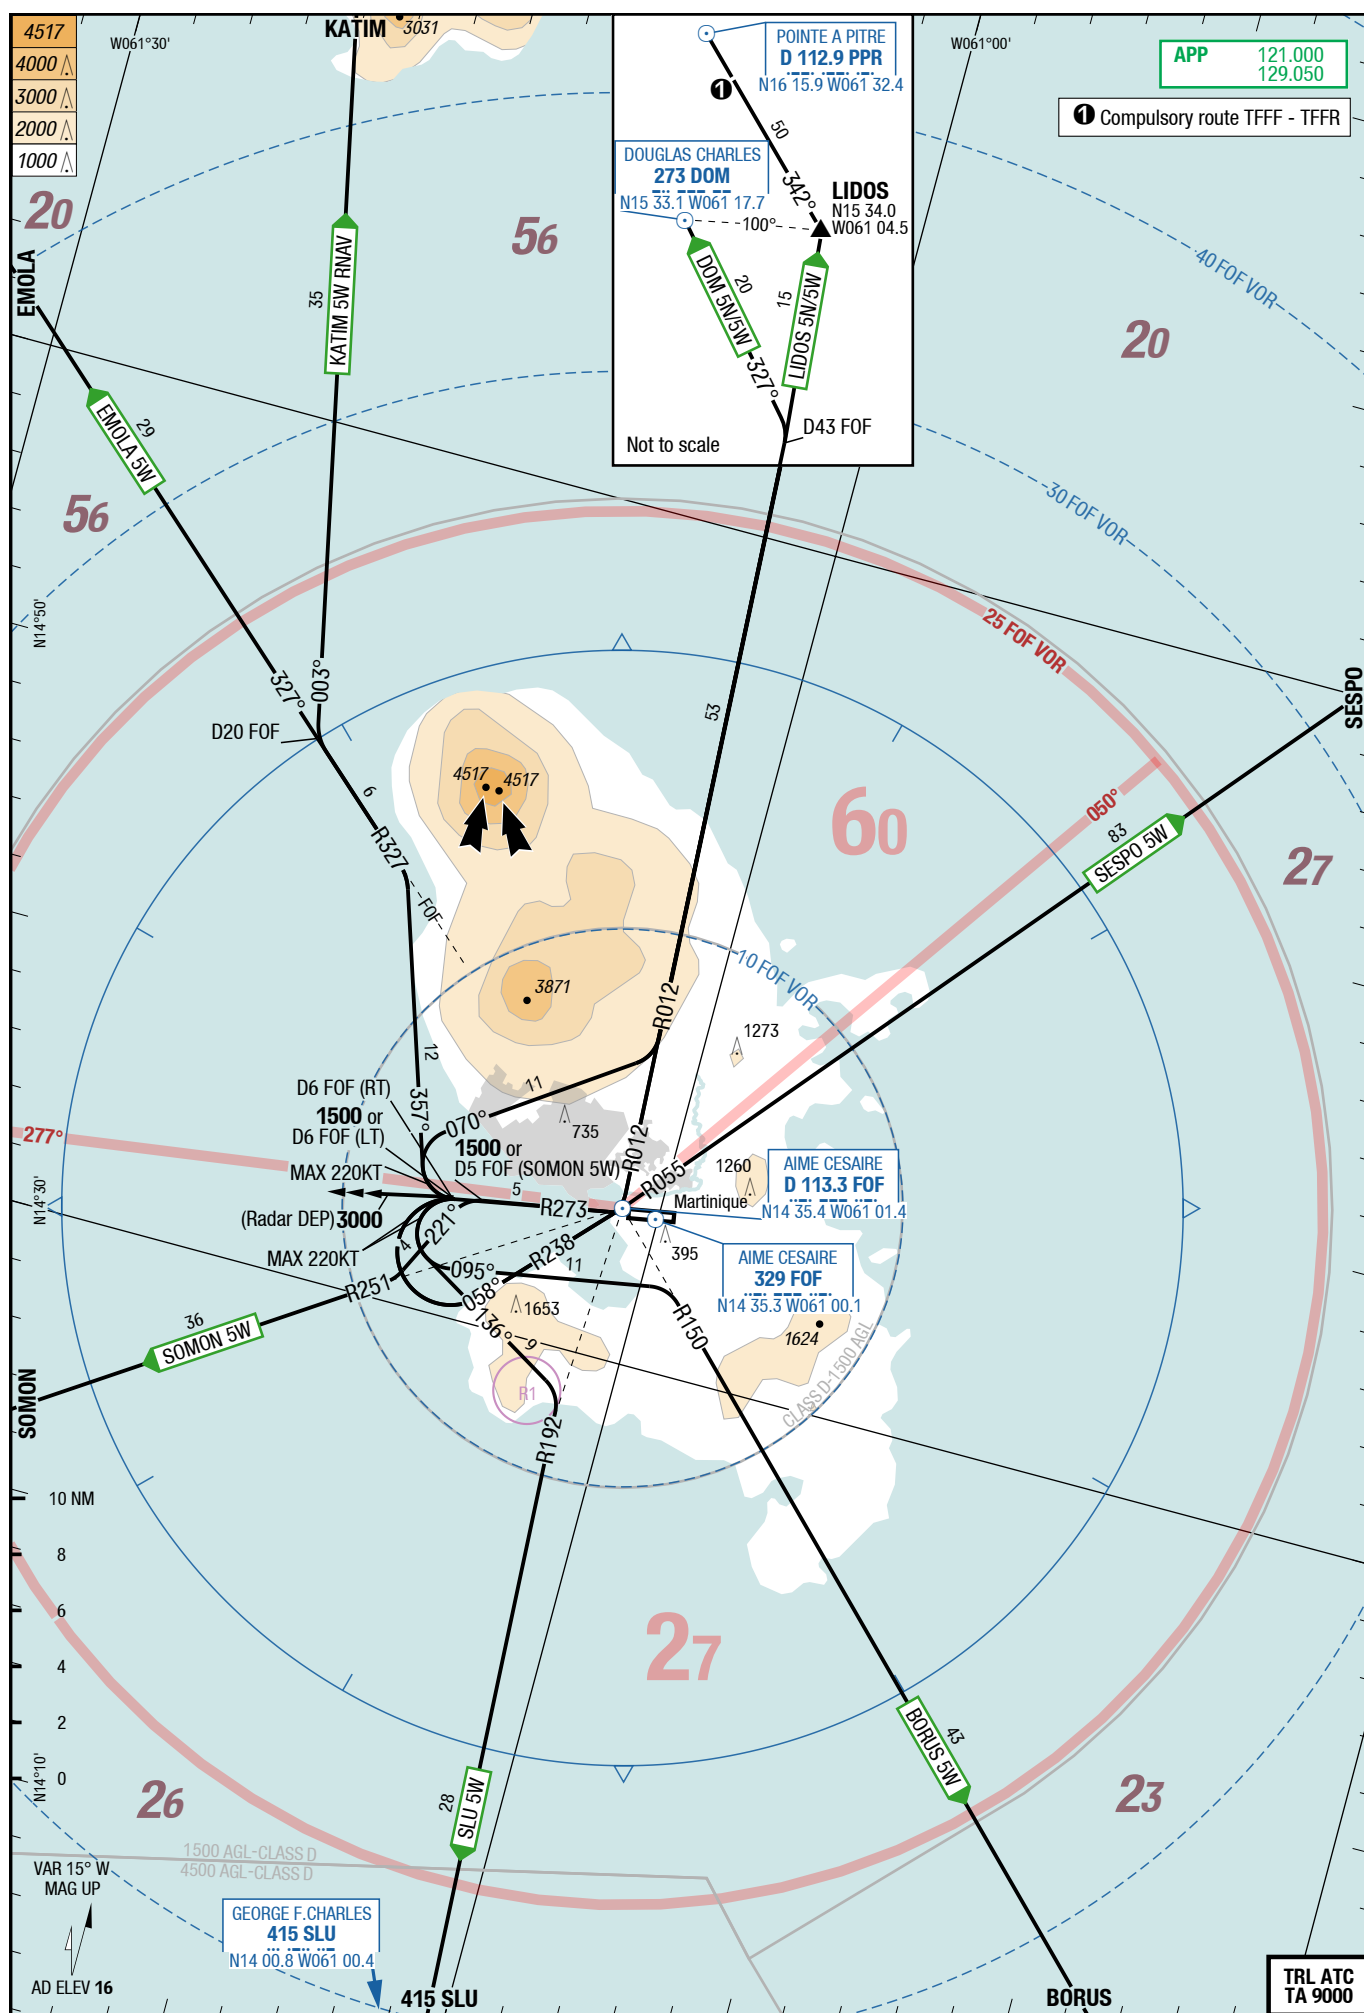 4517
4000
3000
2000
1000
W061°30'
KATIM
3031
W061°00'
POINTE A PITRE
D 112.9 PPR
N16 15.9 W061 32.4
APP 121.000
129.050
1 Compulsory route TFFF - TFFR
1
50
342°
DOUGLAS CHARLES
273 DOM
N15 33.1 W061 17.7
100°
LIDOS
N15 34.0
W061 04.5
20
DOM 5N/5W
327°
15
LIDOS 5N/5W
D43 FOF
Not to scale
20
56
EMOLA
35
KATIM 5W RNAV
40 FOF VOR
20
29
EMOLA 5W
56
30 FOF VOR
N14°50'
25 FOF VOR
003°
327°
D20 FOF
SESPO
53
6
R327
FOF
4517
4517
60
050°
83
SESPO 5W
27
10 FOF VOR
3871
R012
1273
12
357°
11
070°
735
D6 FOF (RT)
1500 or
D6 FOF (LT)
1500 or
D5 FOF (SOMON 5W)
277°
MAX 220KT
5
R012
R055
1260
AIME CESAIRE
D 113.3 FOF
N14 35.4 W061 01.4
Martinique
N14°30'
(Radar DEP) 3000
R273
221°
4
MAX 220KT
R238
395
AIME CESAIRE
329 FOF
N14 35.3 W061 00.1
R251
095°
11
058°
1653
136°
9
R150
1624
CLASS D-1500 AGL
36
SOMON 5W
SOMON
R1
R192
10 NM
8
6
4
2
0
N14°10'
27
26
28
SLU 5W
43
BORUS 5W
23
1500 AGL-CLASS D
4500 AGL-CLASS D
VAR 15° W
MAG UP
AD ELEV 16
GEORGE F.CHARLES
415 SLU
N14 00.8 W061 00.4
415 SLU
BORUS
TRL ATC
TA 9000